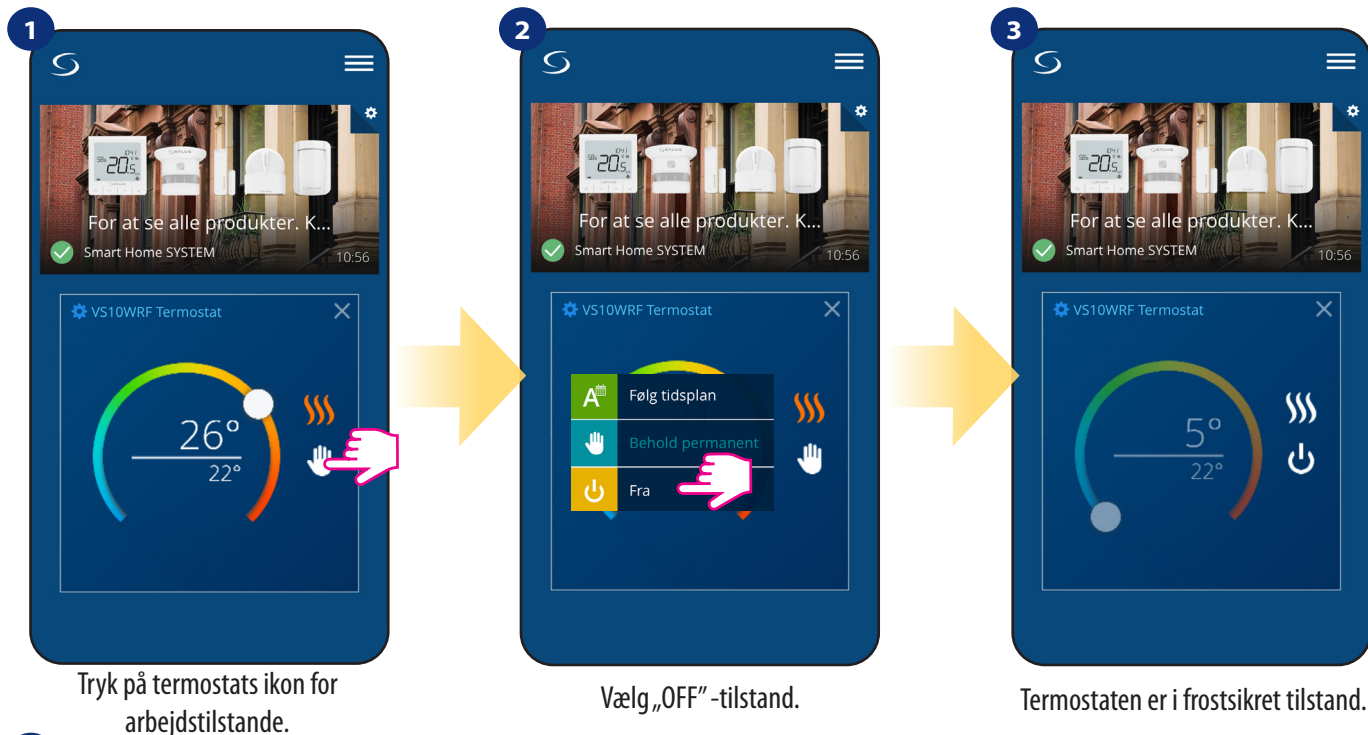 1
For at se alle produkter. K...
Smart Home SYSTEM
10:56
VS10WRF Termostat
26°
22°
Tryk på termostats ikon for
arbejdstilstande.
2
For at se alle produkter. K...
Smart Home SYSTEM
10:56
VS10WRF Termostat
A
Følg tidsplan
Behold permanent
Fra
Vælg „OFF” -tilstand.
3
For at se alle produkter. K...
Smart Home SYSTEM
10:56
VS10WRF Termostat
5°
22°
Termostaten er i frostsikret tilstand.